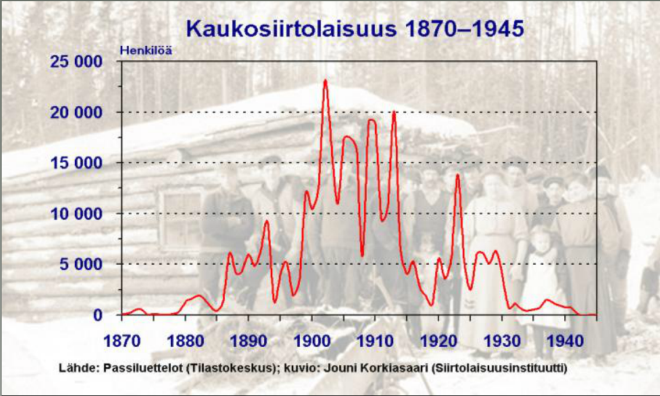 Kaukosiirtolaisuus 1870–1945
Henkilöä
25 000
20 000
15 000
10 000
5 000
0
1870 1880 1890 1900 1910 1920 1930 1940
Lähde: Passiluettelot (Tilastokeskus); kuvio: Jouni Korkiasaari (Siirtolaisuusinstituutti)